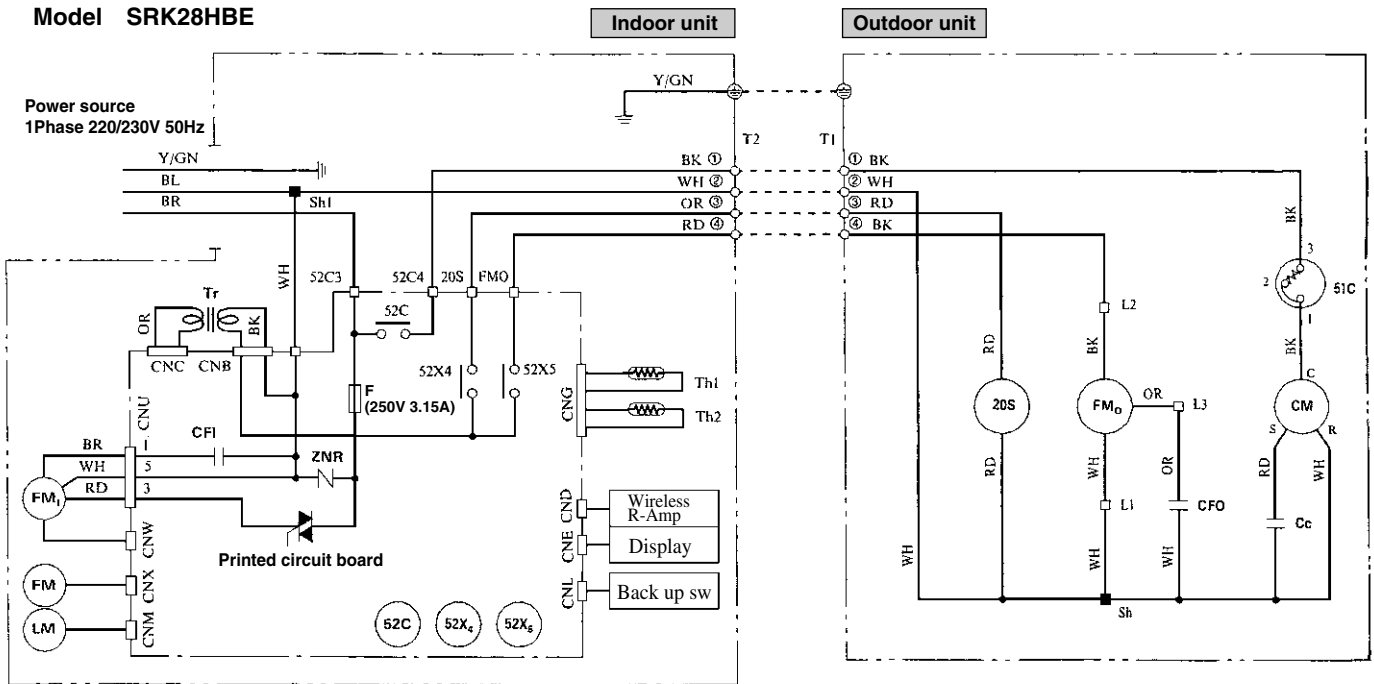 Model SRK28HBE
Indoor unit
Outdoor unit
Power source
1Phase 220/230V 50Hz
Y/GN
T2
T1
Y/GN
BL
BR
Sh1
BK ①
WH ②
OR ③
RD ④
① BK
② WH
③ RD
④ BK
WH
52C3
52C4
20S
FMO
52C
Tr
OR
BK
CNC
CNB
52X4
52X5
F
(250V 3.15A)
CNG
Th1
Th2
CNU
1
5
3
BR
WH
RD
FMI
CFI
ZNR
Printed circuit board
CNW
CNX
CNM
FM
LM
CND
Wireless
R-Amp
CNE
Display
CNL
Back up sw
52C
52X4
52X5
BK
3
2
51C
1
BK
L2
RD
BK
20S
FMO
OR
L3
C
CM
S
R
RD
WH
OR
RD
WH
L1
CFO
Cc
WH
WH
WH
Sh